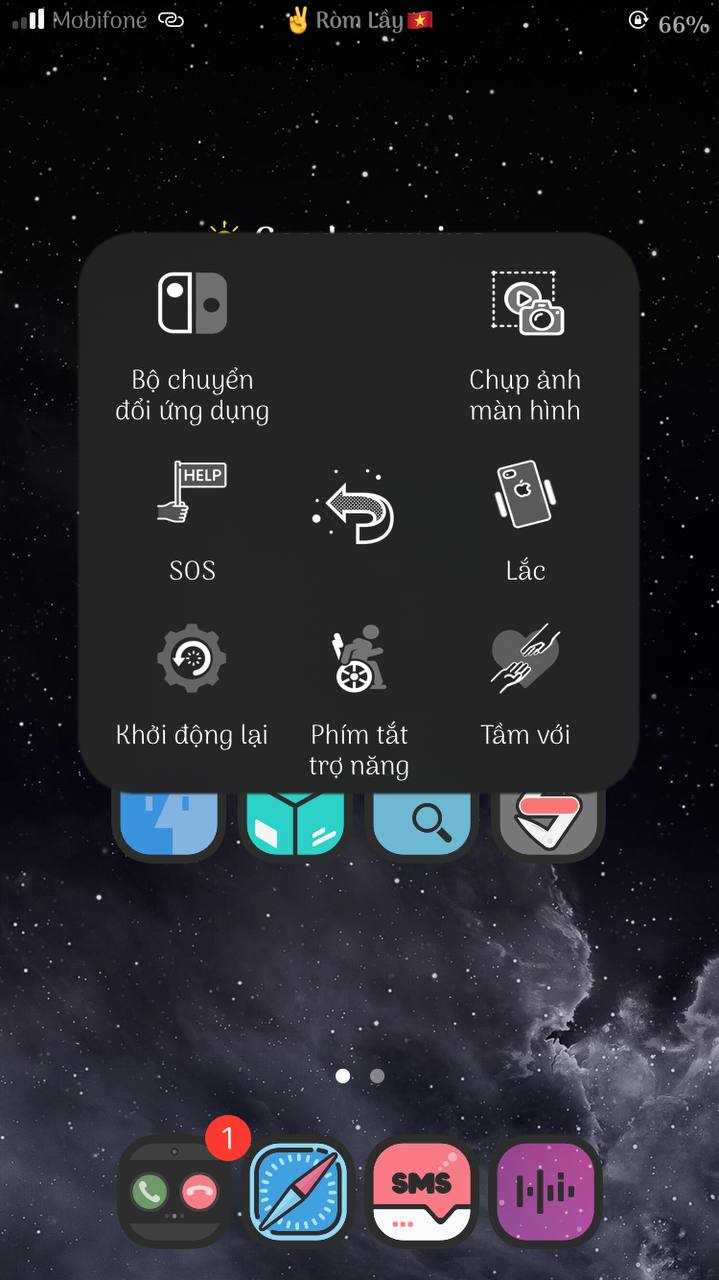 Mobifone
✌️ Ròm Lầy🇻🇳
66%
Bộ chuyển
đổi ứng dụng
Chụp ảnh
màn hình
HELP
SOS
Lắc
Khởi động lại
Phím tắt
trợ năng
Tầm với
1
SMS